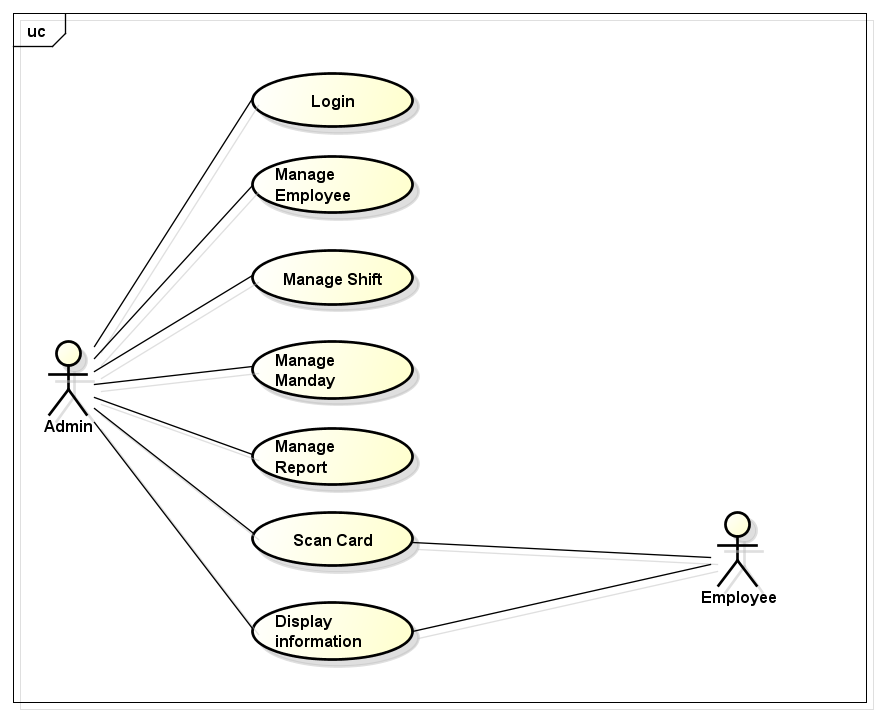 uc
Login
Manage
Employee
Manage Shift
Manage
Manday
Admin
Manage
Report
Scan Card
Employee
Display
information